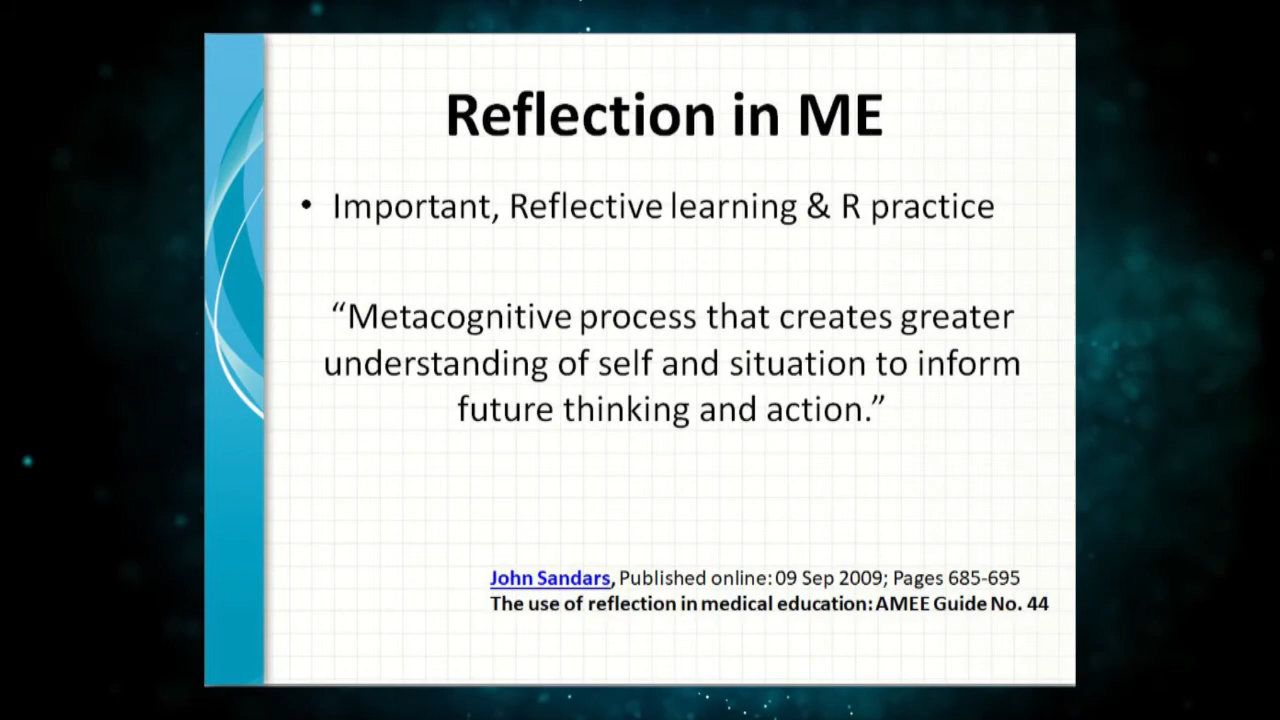 Reflection in ME
• Important, Reflective learning & R practice
“Metacognitive process that creates greater
understanding of self and situation to inform
future thinking and action.”
John Sandars, Published online: 09 Sep 2009; Pages 685-695
The use of reflection in medical education: AMEE Guide No. 44